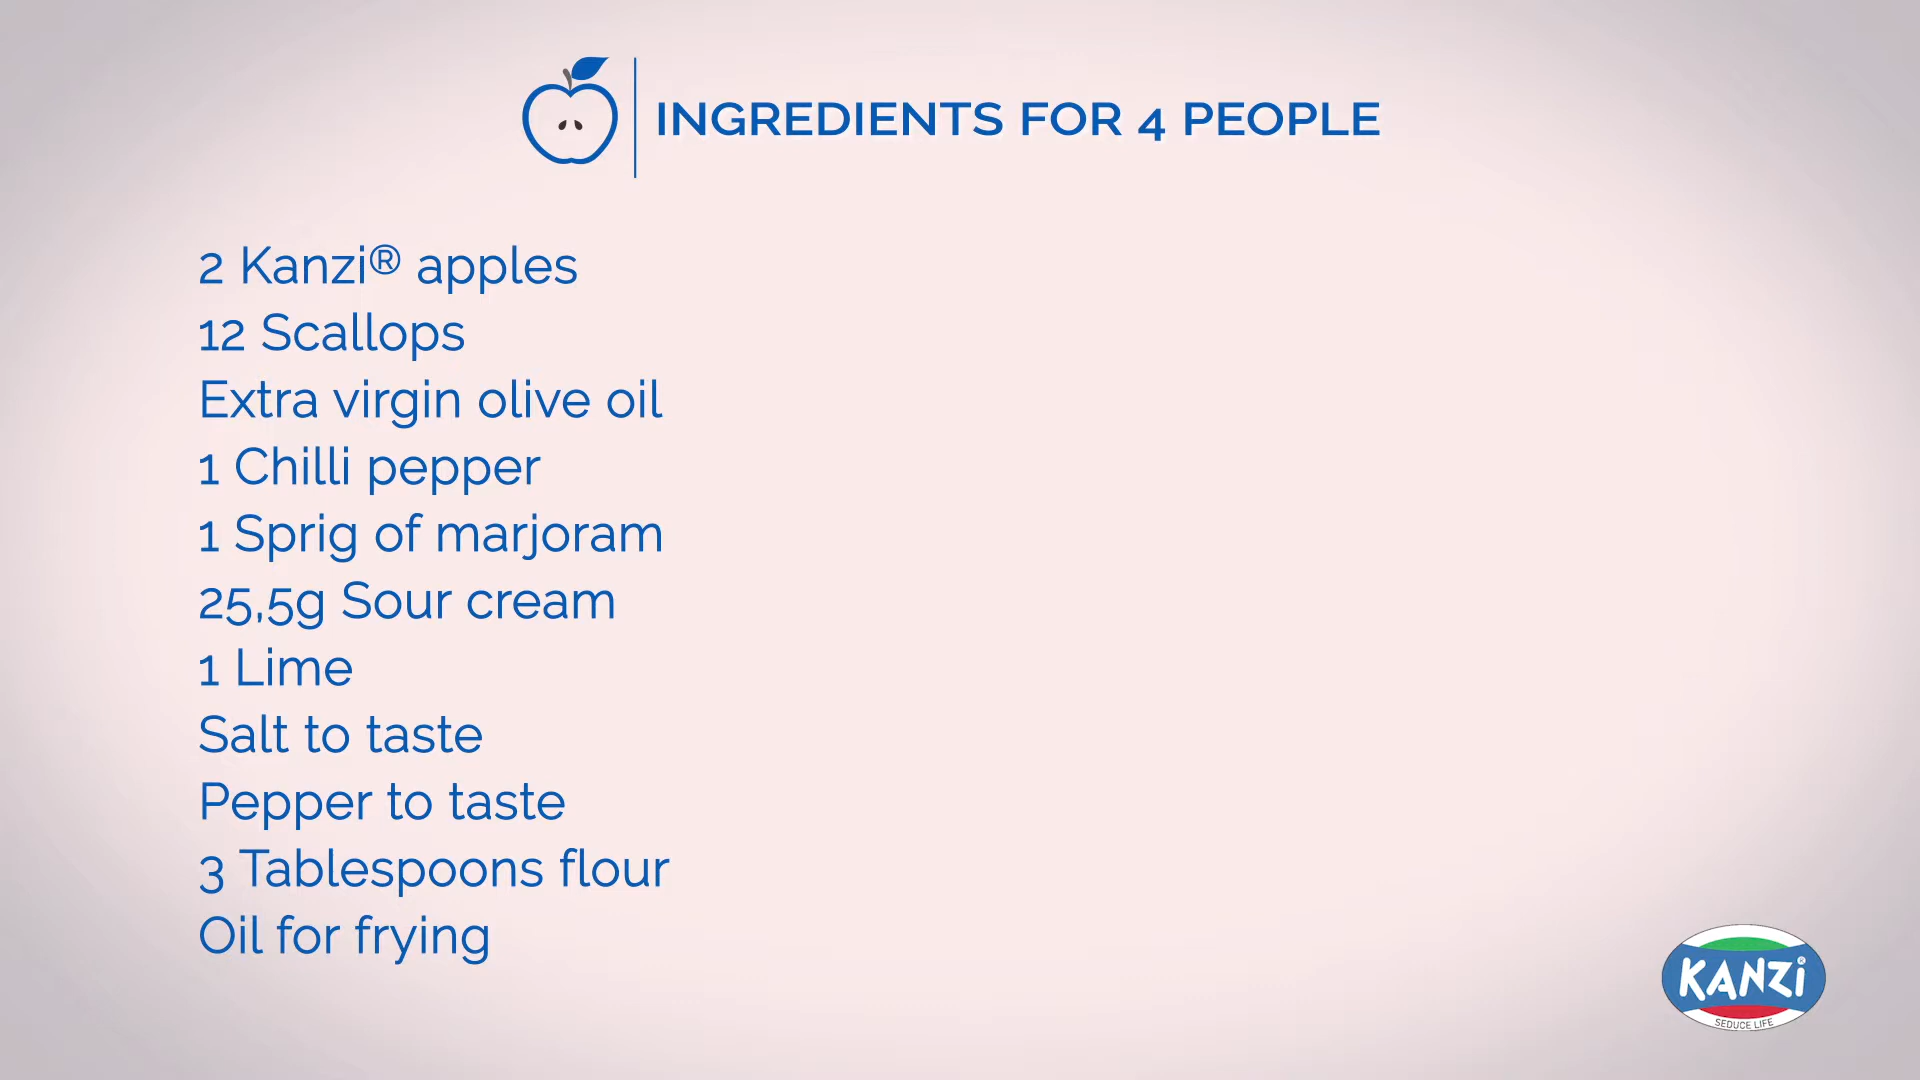 INGREDIENTS FOR 4 PEOPLE
2 Kanzi® apples
12 Scallops
Extra virgin olive oil
1 Chilli pepper
1 Sprig of marjoram
25,5g Sour cream
1 Lime
Salt to taste
Pepper to taste
3 Tablespoons flour
Oil for frying
KANZi®
SEDUCE LIFE